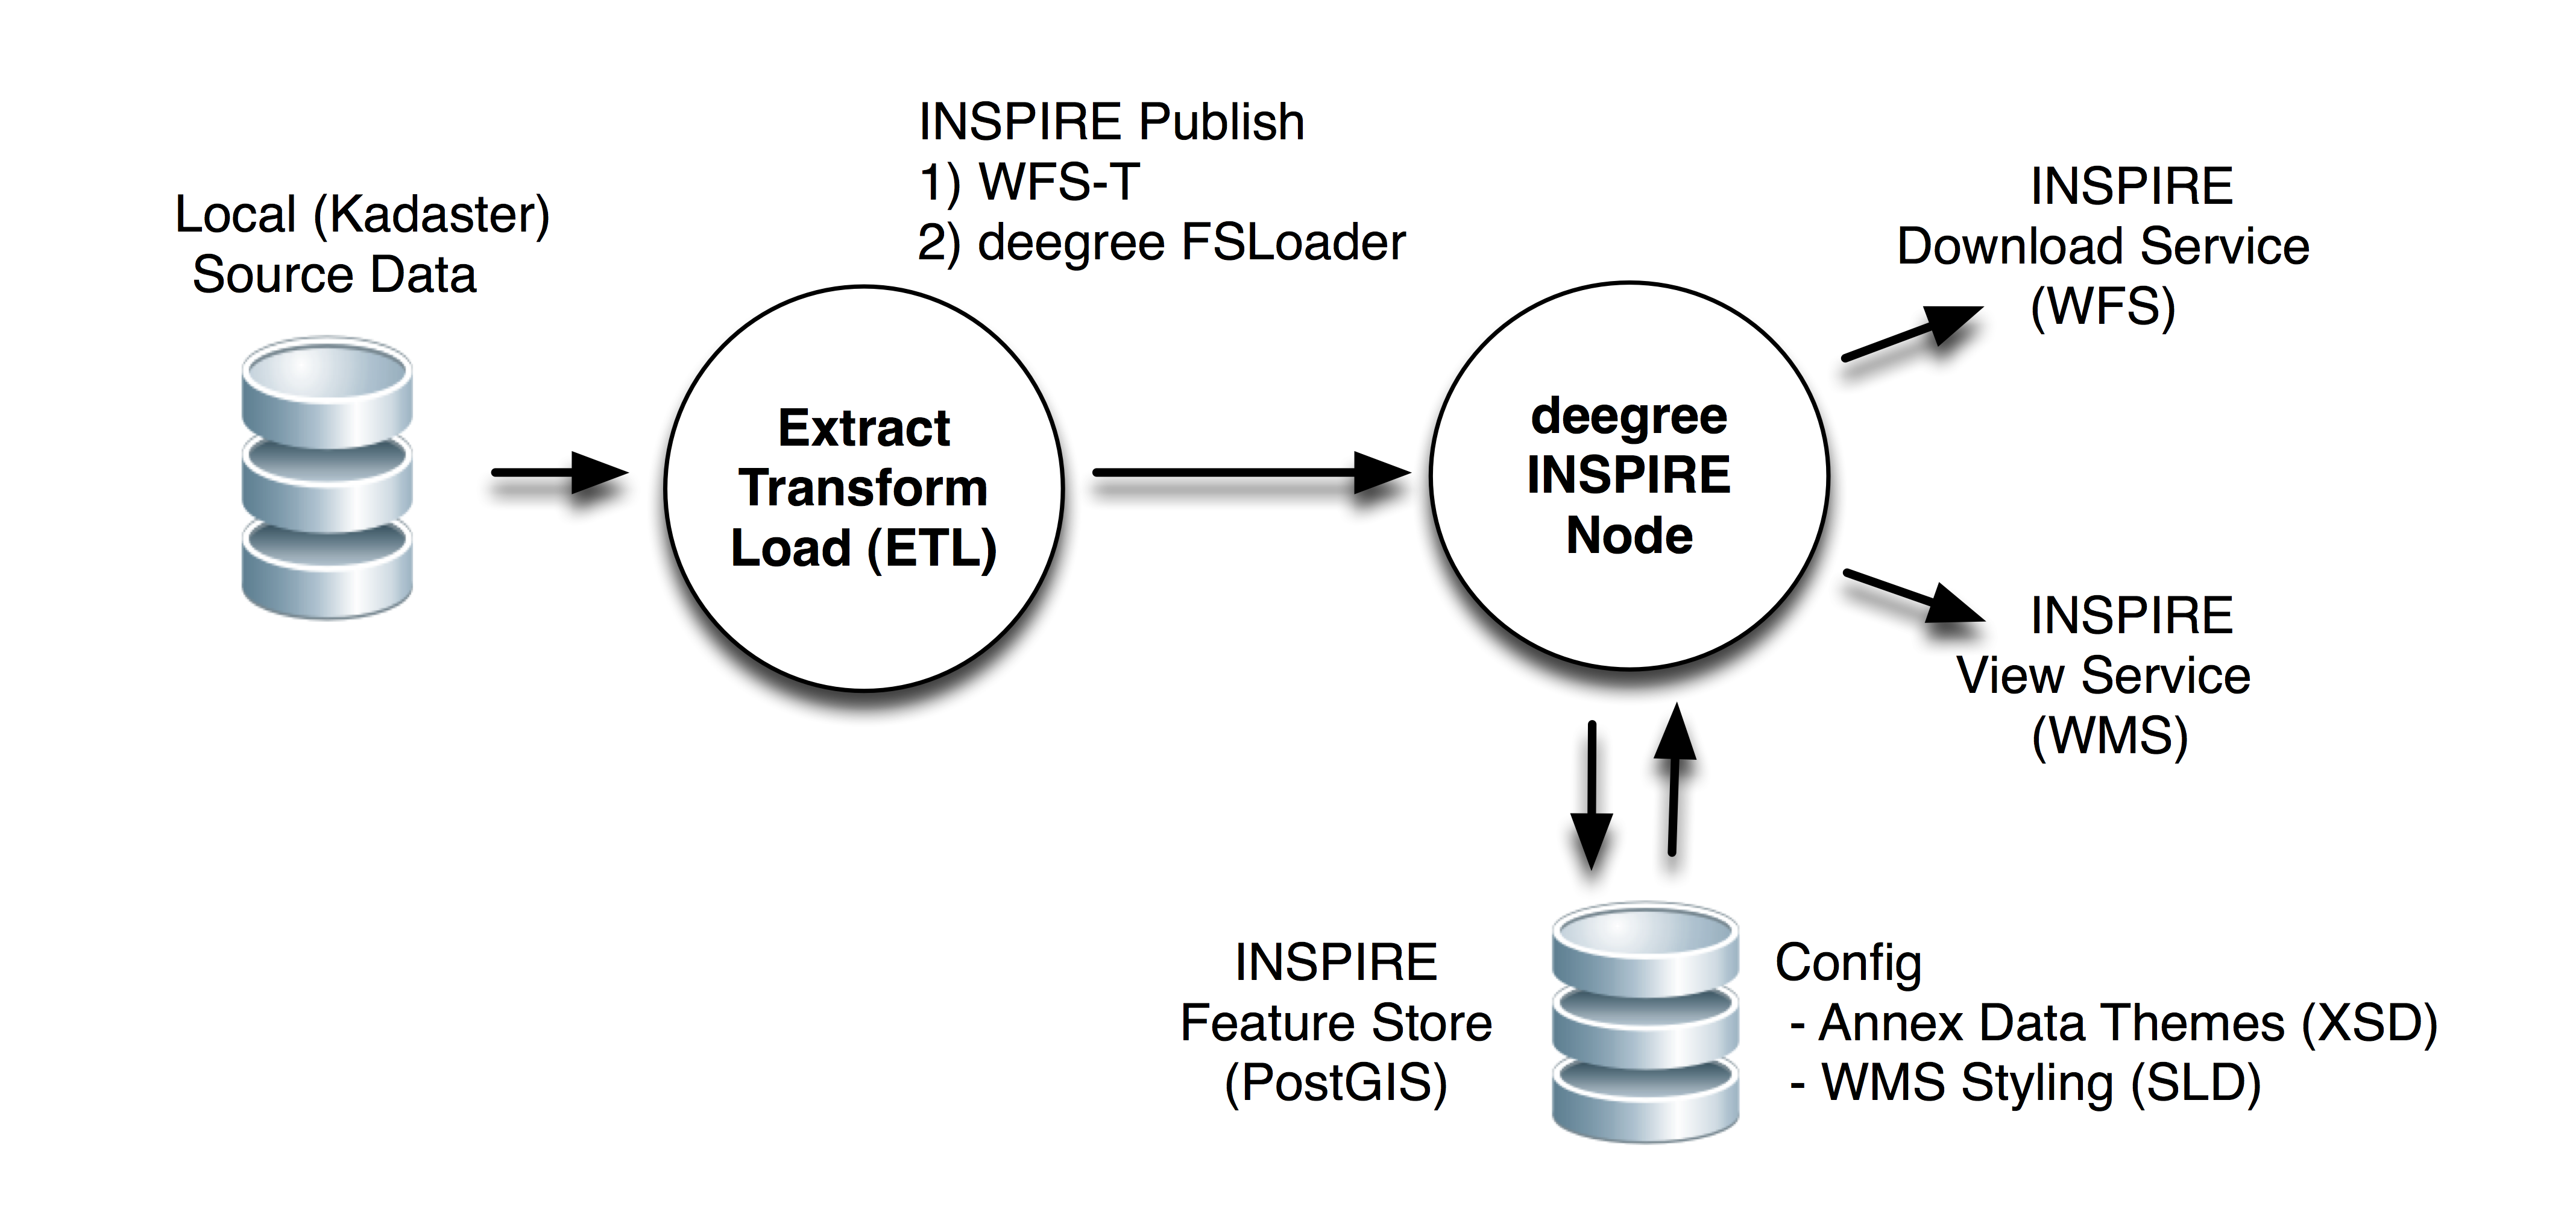 Local (Kadaster)
Source Data
INSPIRE Publish
1) WFS-T
2) deegree FSLoader
Extract
Transform
Load (ETL)
deegree
INSPIRE
Node
INSPIRE
Download Service
(WFS)
INSPIRE
View Service
(WMS)
INSPIRE
Feature Store
(PostGIS)
Config
- Annex Data Themes (XSD)
- WMS Styling (SLD)